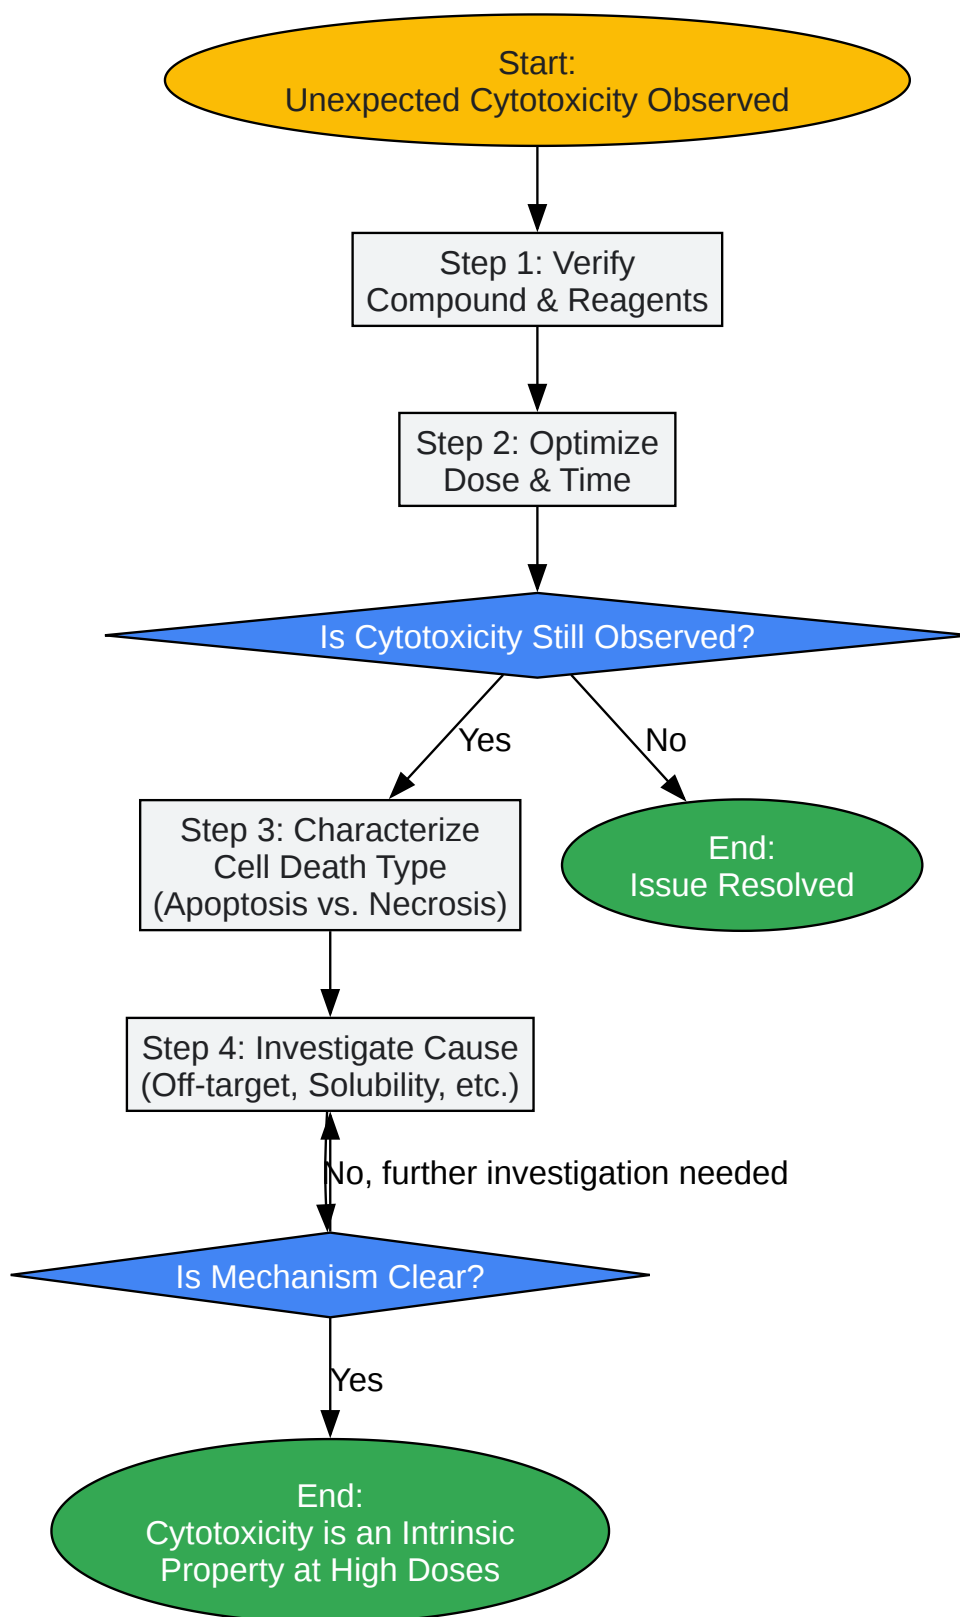 Start:
Unexpected Cytotoxicity Observed
Step 1: Verify
Compound & Reagents
Step 2: Optimize
Dose & Time
Is Cytotoxicity Still Observed?
Yes
No
Step 3: Characterize
Cell Death Type
(Apoptosis vs. Necrosis)
End:
Issue Resolved
Step 4: Investigate Cause
(Off-target, Solubility, etc.)
No, further investigation needed
Is Mechanism Clear?
Yes
End:
Cytotoxicity is an Intrinsic
Property at High Doses